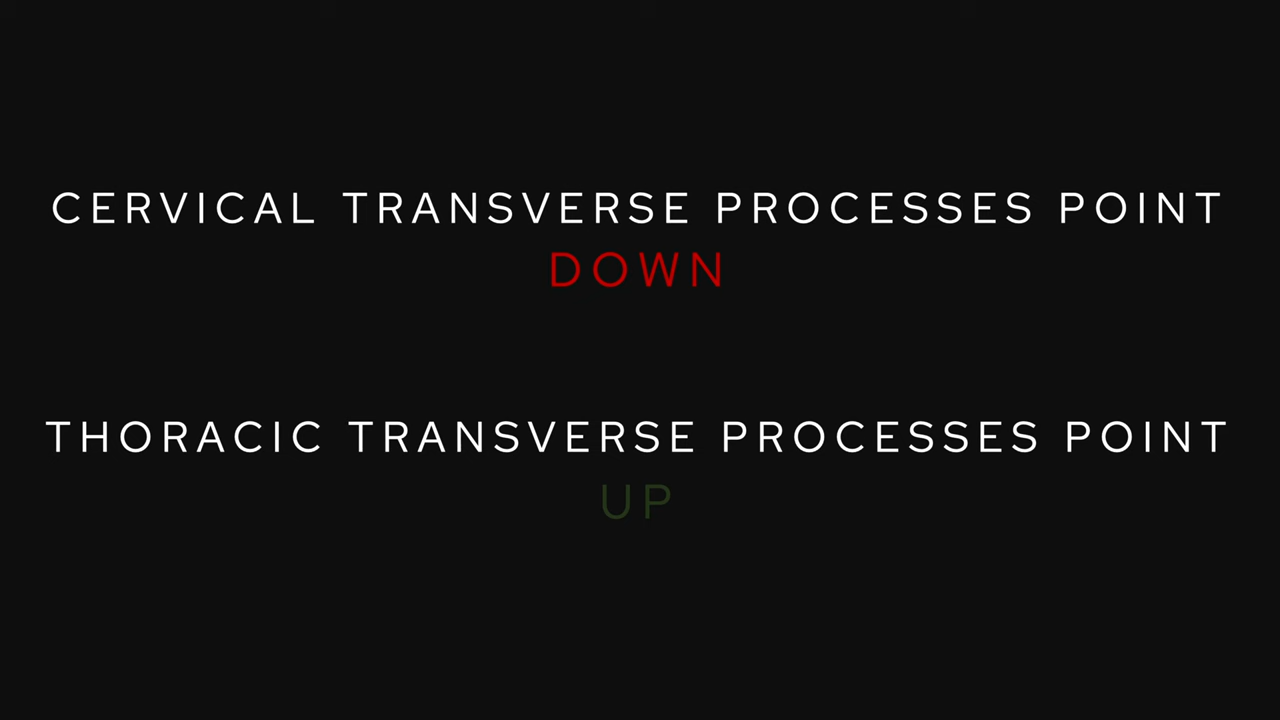 CERVICAL TRANSVERSE PROCESSES POINT
DOWN
THORACIC TRANSVERSE PROCESSES POINT
UP